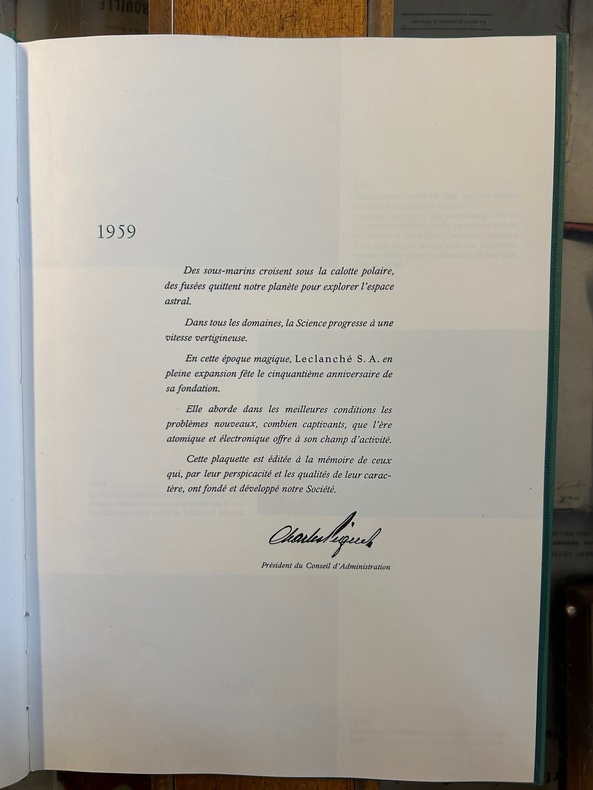 1959
Des sous-marins croisent sous la calotte polaire,
des fusées quittent notre planète pour explorer l'espace
astral.
Dans tous les domaines, la Science progresse à une
vitesse vertigineuse.
En cette époque magique, Leclanché S. A. en
pleine expansion fête le cinquantième anniversaire de
sa fondation.
Elle aborde dans les meilleures conditions les
problèmes nouveaux, combien captivants, que l'ère
atomique et électronique offre à son champ d'activité.
Cette plaquette est éditée à la mémoire de ceux
qui, par leur perspicacité et les qualités de leur carac-
tère, ont fondé et développé notre Société.
Président du Conseil d'Administration